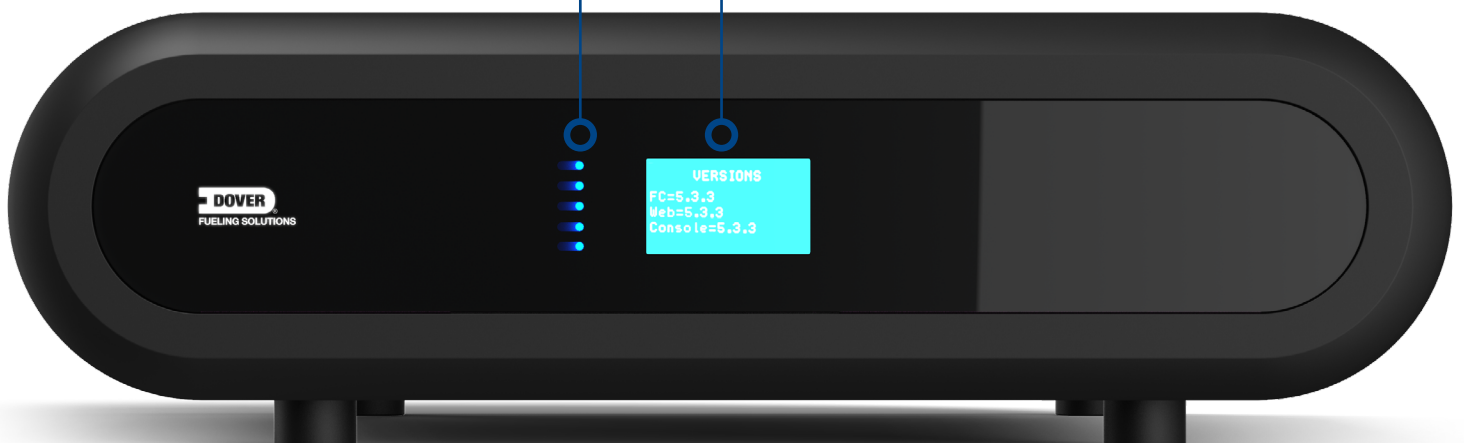 DOVER
FUELING SOLUTIONS
VERSIONS
FC=5.3.3
Web=5.3.3
Console=5.3.3